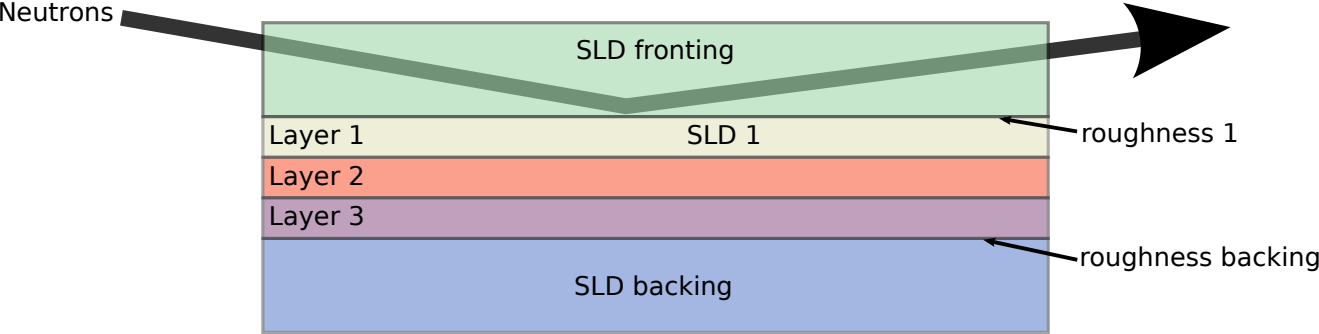 Neutrons
SLD fronting
Layer 1
SLD 1
roughness 1
Layer 2
Layer 3
roughness backing
SLD backing